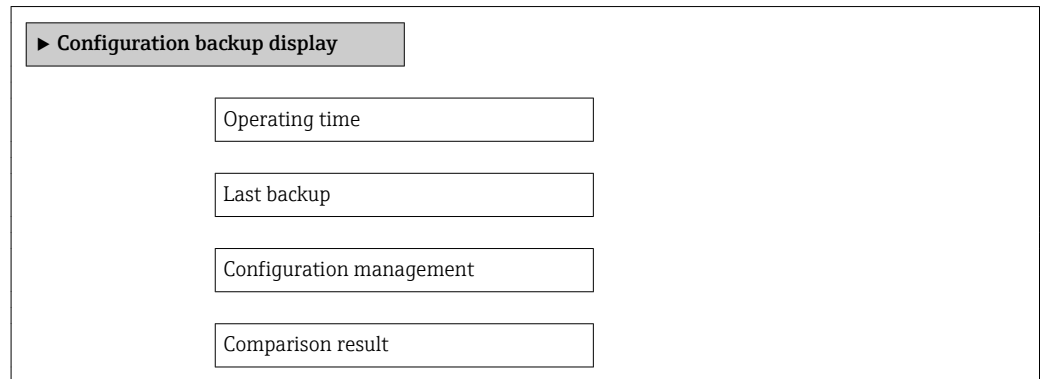 ▶ Configuration backup display
Operating time
Last backup
Configuration management
Comparison result